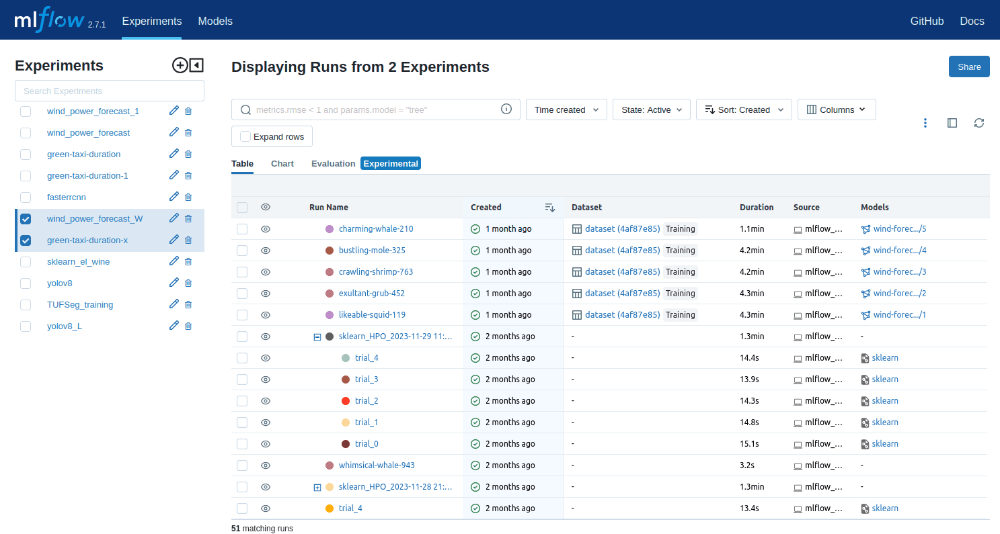 mlflow 2.7.1 Experiments Models GitHub Docs
Experiments
Search Experiments
wind_power_forecast_1
wind_power_forecast
green-taxi-duration
green-taxi-duration-1
fasterrcnn
wind_power_forecast_W
green-taxi-duration-x
sklearn_el_wine
yolov8
TUFSeg_training
yolov8_L
Displaying Runs from 2 Experiments
Share
metrics.rmse < 1 and params.model = "tree" Time created State: Active Sort: Created Columns
Expand rows
Table Chart Evaluation Experimental
Run Name Created Dataset Duration Source Models
charming-whale-210 1 month ago dataset (4af87e85) Training 1.1min mlflow_... wind-forec.../5
bustling-mole-325 1 month ago dataset (4af87e85) Training 4.2min mlflow_... wind-forec.../4
crawling-shrimp-763 1 month ago dataset (4af87e85) Training 4.2min mlflow_... wind-forec.../3
exultant-grub-452 1 month ago dataset (4af87e85) Training 4.3min mlflow_... wind-forec.../2
likeable-squid-119 1 month ago dataset (4af87e85) Training 4.3min mlflow_... wind-forec.../1
sklearn_HPO_2023-11-29 11:... 2 months ago - 1.3min mlflow_... -
trial_4 2 months ago - 14.4s mlflow_... sklearn
trial_3 2 months ago - 13.9s mlflow_... sklearn
trial_2 2 months ago - 14.3s mlflow_... sklearn
trial_1 2 months ago - 14.8s mlflow_... sklearn
trial_0 2 months ago - 15.1s mlflow_... sklearn
whimsical-whale-943 2 months ago - 3.2s mlflow_... -
sklearn_HPO_2023-11-28 21:... 2 months ago - 1.3min mlflow_... -
trial_4 2 months ago - 13.4s mlflow_... sklearn
51 matching runs